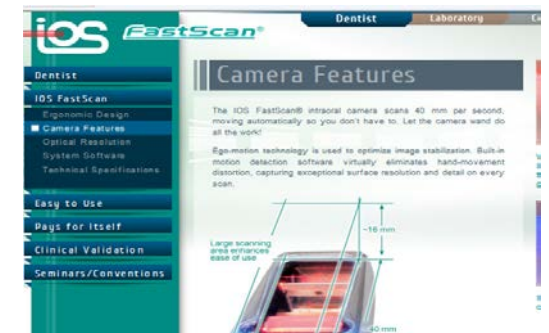 iOS FastScan®
Dentist
Laboratory
Dentist
IOS FastScan
Ergonomic Design
Camera Features
Optical Resolution
System Software
Technical Specifications
Easy to Use
Pays for Itself
Clinical Validation
Seminars/Conventions
Camera Features
The IOS FastScan® intraoral camera scans 40 mm per second,
moving automatically so you don't have to. Let the camera wand do
all the work!
Ego-motion technology is used to optimize image stabilization. Built-in
motion detection software virtually eliminates hand-movement
distortion, capturing exceptional surface resolution and detail on every
scan.
~16 mm
Large scanning
area enhances
ease of use
40 mm